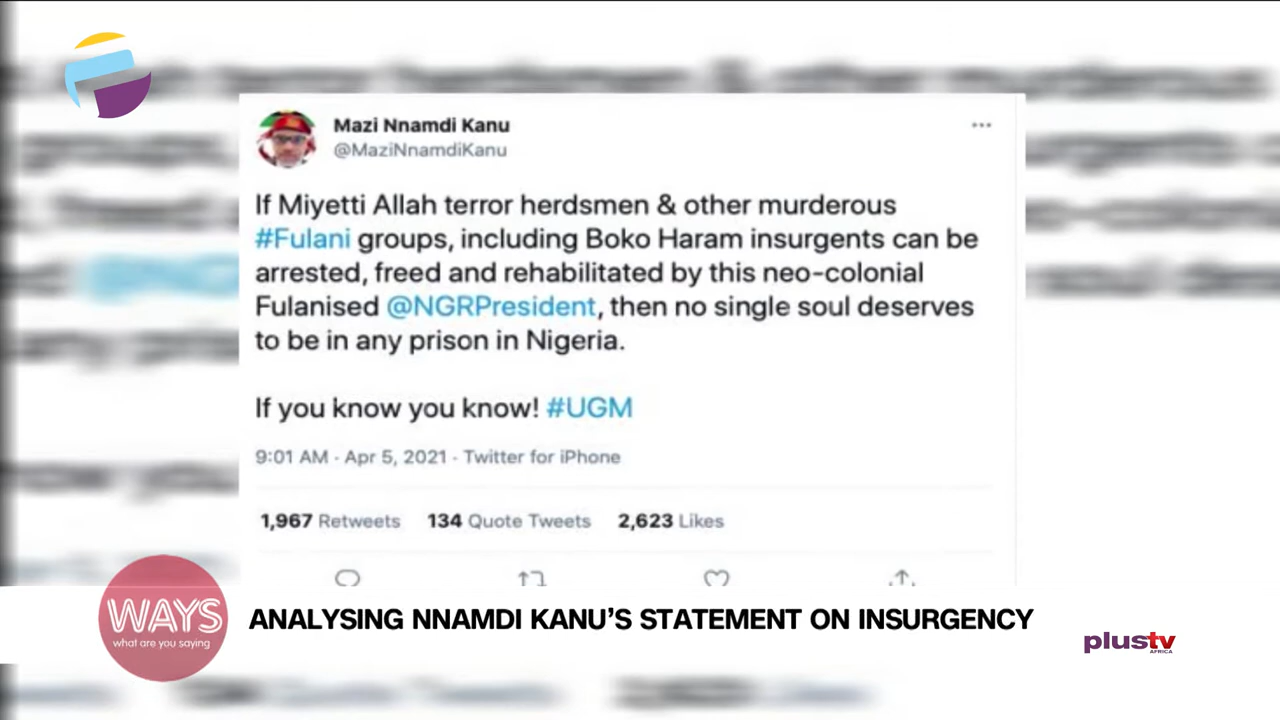 Mazi Nnamdi Kanu
@MaziNnamdiKanu
If Miyetti Allah terror herdsmen & other murderous
#Fulani groups, including Boko Haram insurgents can be
arrested, freed and rehabilitated by this neo-colonial
Fulanised @NGRPresident, then no single soul deserves
to be in any prison in Nigeria.
If you know you know! #UGM
9:01 AM · Apr 5, 2021 · Twitter for iPhone
1,967 Retweets 134 Quote Tweets 2,623 Likes
WAYS
what are you saying
ANALYSING NNAMDI KANU'S STATEMENT ON INSURGENCY
plustv
AFRICA